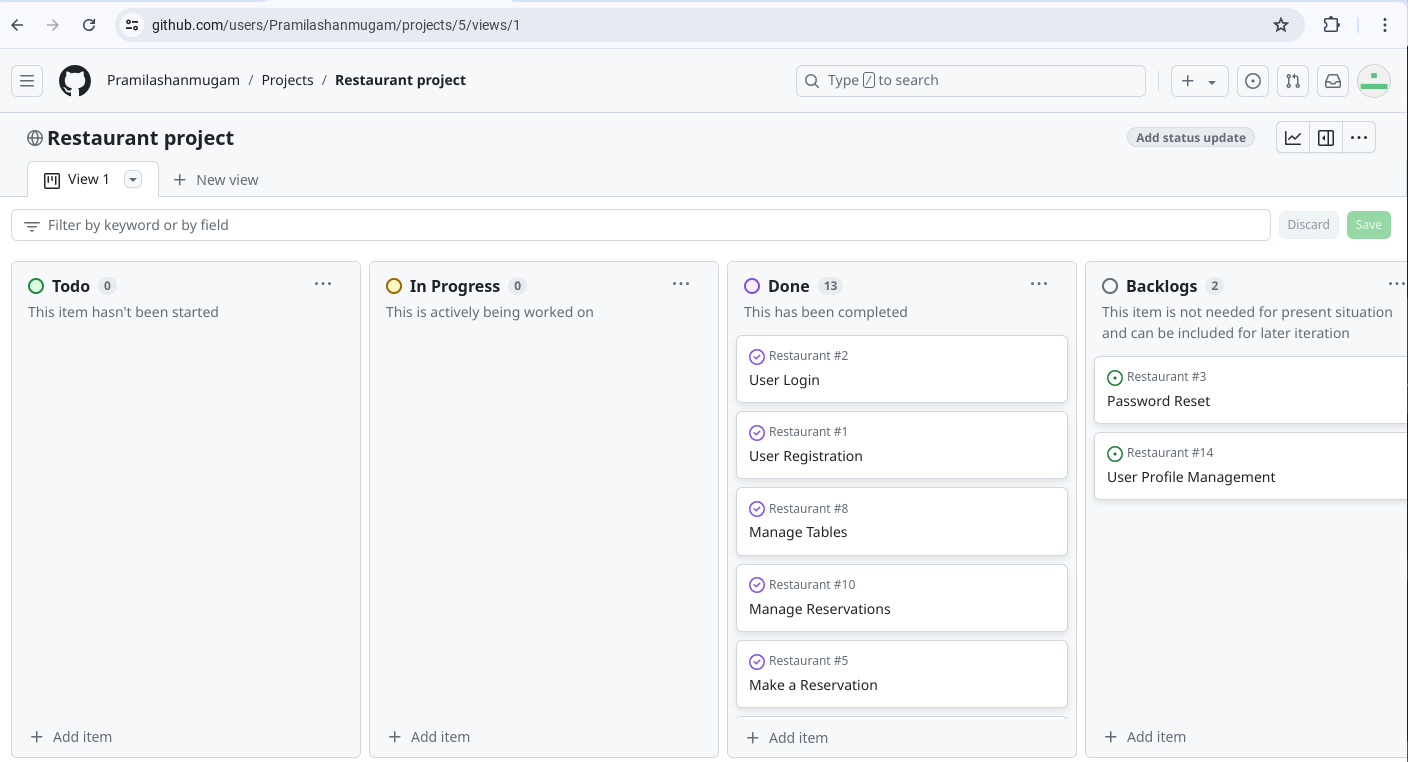 github.com/users/Pramilashanmugam/projects/5/views/1
Pramilashanmugam / Projects / Restaurant project
Type / to search
Restaurant project
Add status update
View 1
New view
Filter by keyword or by field
Discard
Save
Todo 0
This item hasn't been started
Add item
In Progress 0
This is actively being worked on
Add item
Done 13
This has been completed
Restaurant #2
User Login
Restaurant #1
User Registration
Restaurant #8
Manage Tables
Restaurant #10
Manage Reservations
Restaurant #5
Make a Reservation
Add item
Backlogs 2
This item is not needed for present situation
and can be included for later iteration
Restaurant #3
Password Reset
Restaurant #14
User Profile Management
Add item